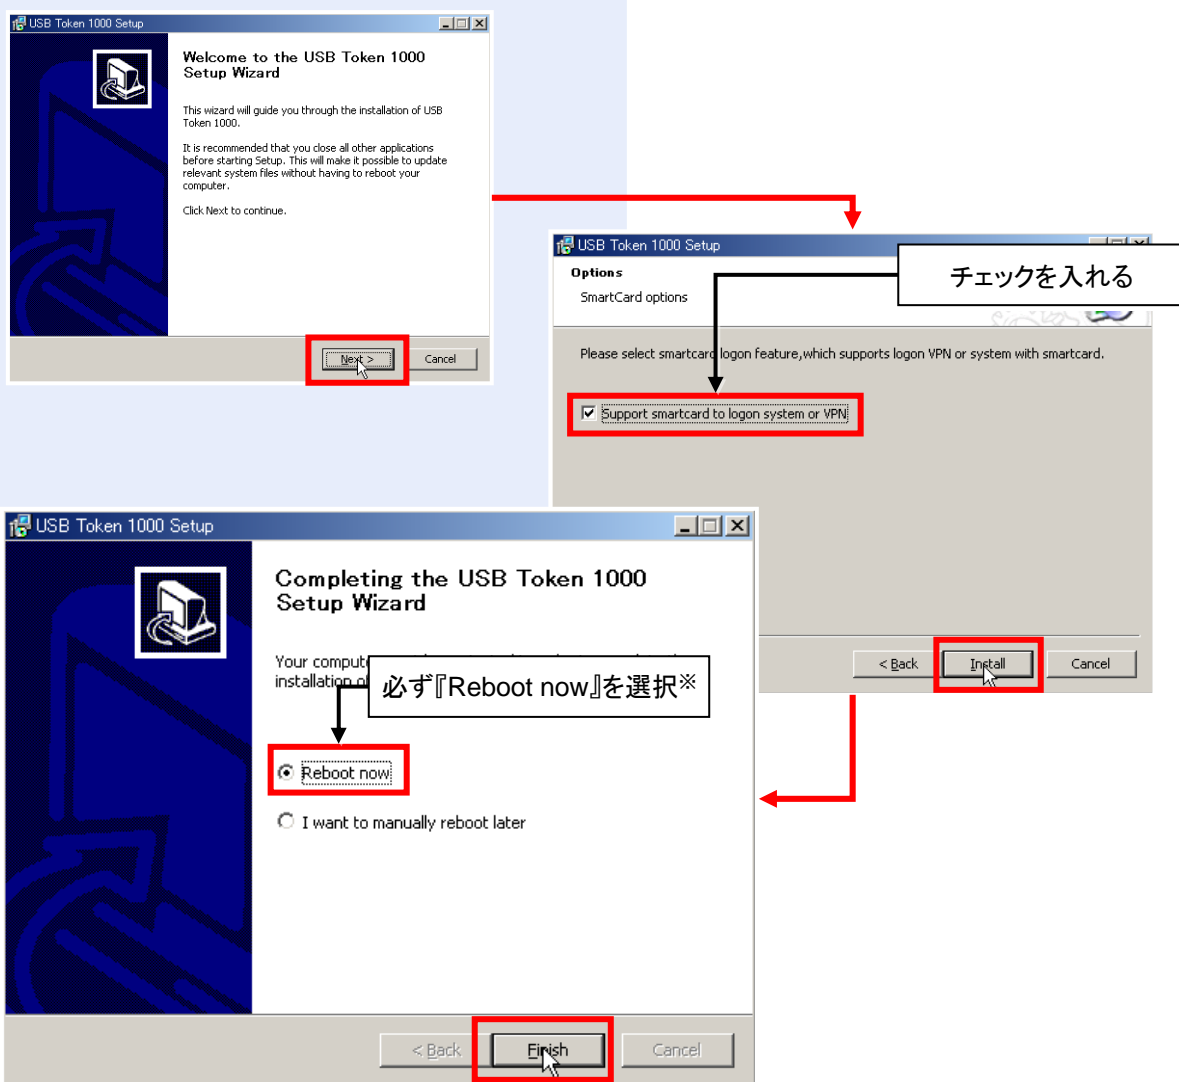 USB Token 1000 Setup
Welcome to the USB Token 1000
Setup Wizard
This wizard will guide you through the installation of USB
Token 1000.
It is recommended that you close all other applications
before starting Setup. This will make it possible to update
relevant system files without having to reboot your
computer.
Click Next to continue.
Next >
Cancel
USB Token 1000 Setup
チェックを入れる
Options
SmartCard options
Please select smartcard logon feature,which supports logon VPN or system with smartcard.
Support smartcard to logon system or VPN
< Back
Install
Cancel
USB Token 1000 Setup
Completing the USB Token 1000
Setup Wizard
Your
installation
必ず『Reboot now』を選択※
Reboot now
I want to manually reboot later
< Back
Finish
Cancel